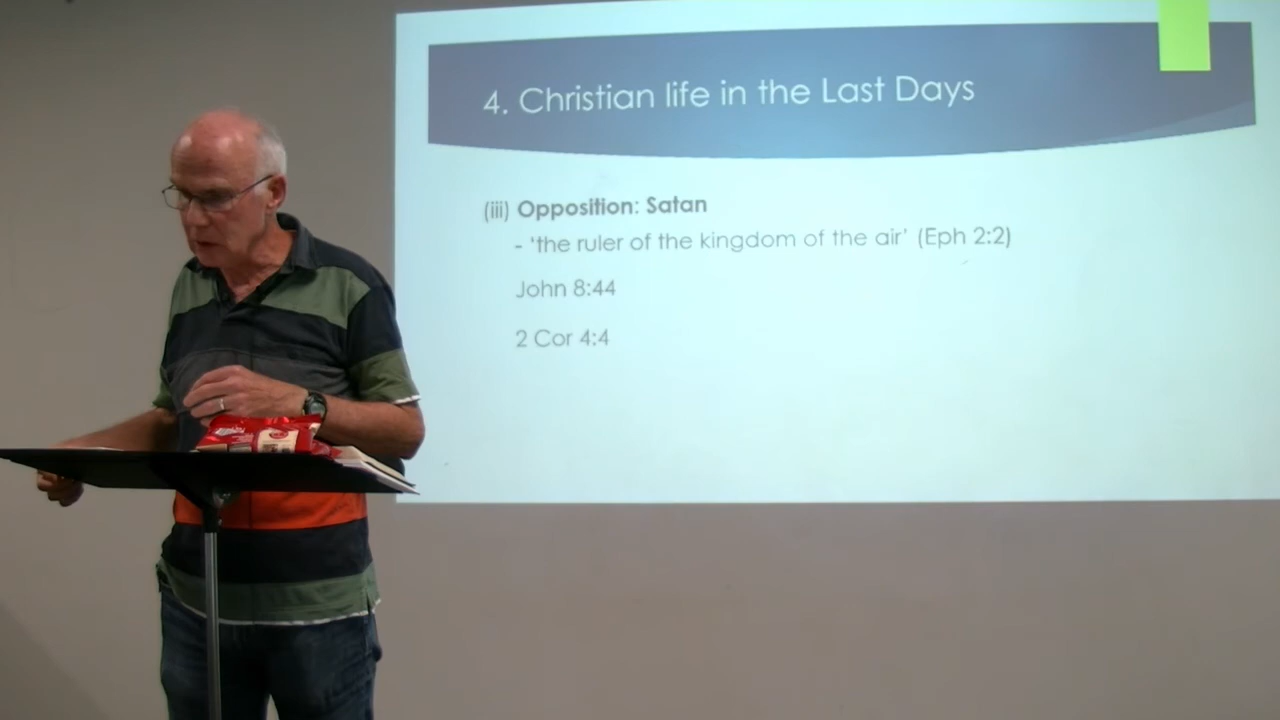 4. Christian life in the Last Days
(iii) Opposition: Satan
- ‘the ruler of the kingdom of the air’ (Eph 2:2)
John 8:44
2 Cor 4:4